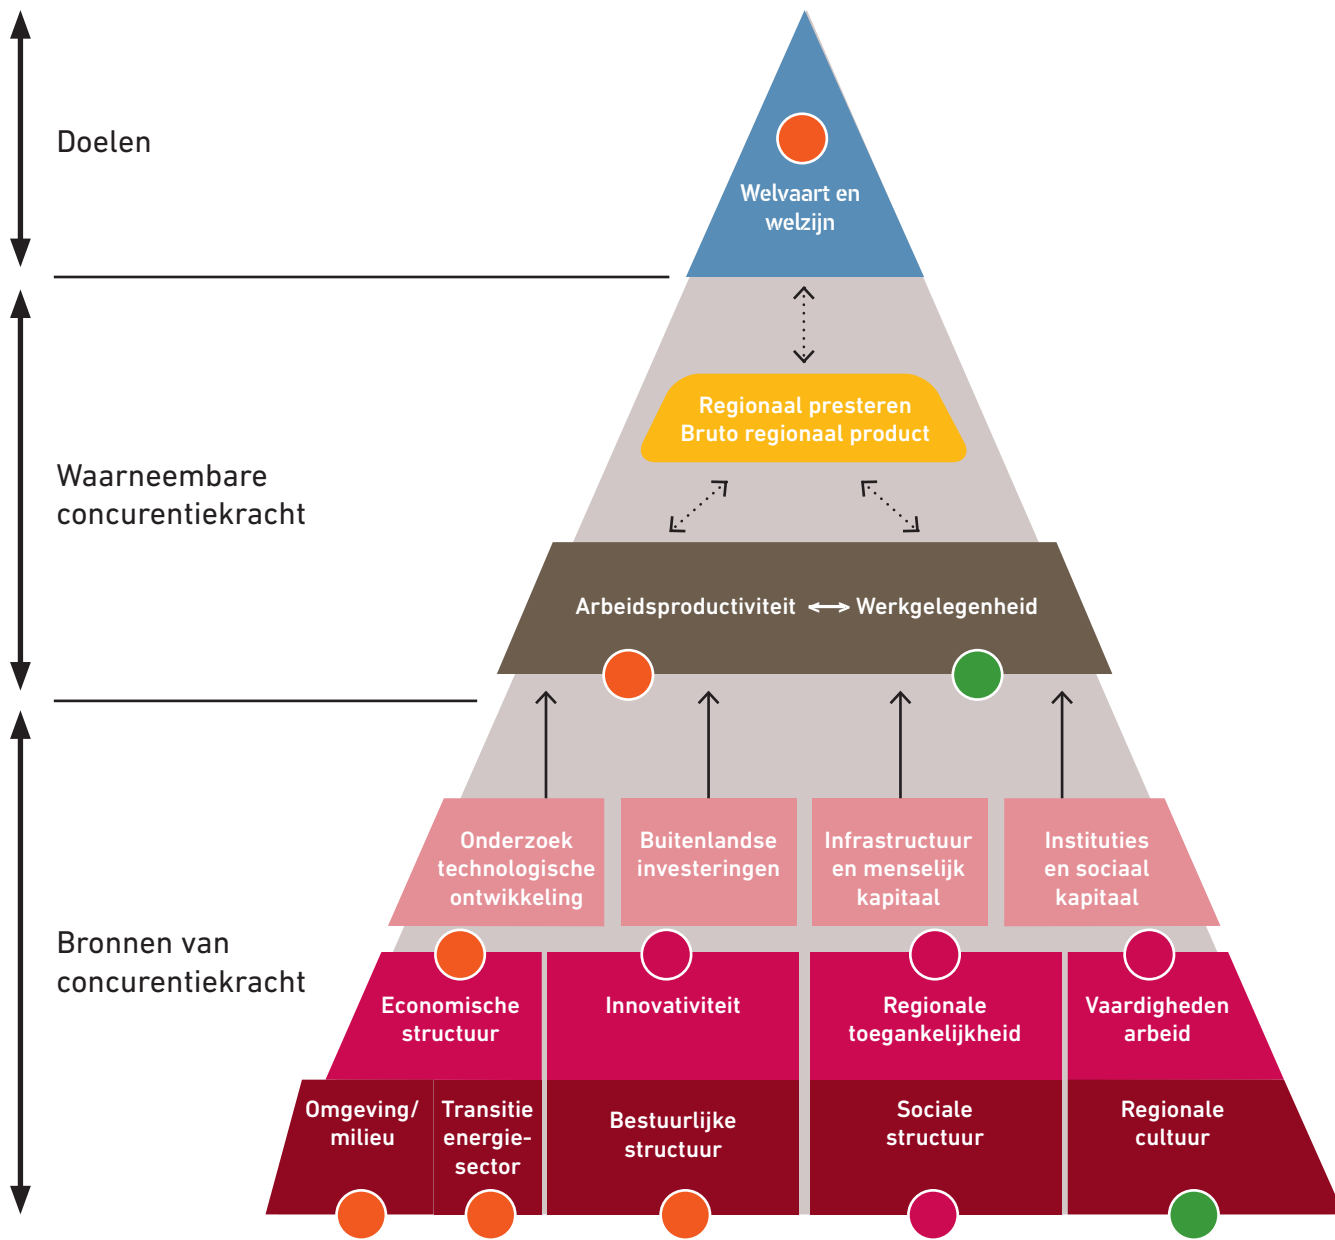 Doelen
Welvaart en
welzijn
Waarneembare
concurentiekracht
Regionaal presteren
Bruto regionaal product
Arbeidsproductiviteit
Werkgelegenheid
Bronnen van
concurentiekracht
Onderzoek
technologische
ontwikkeling
Buitenlandse
investeringen
Infrastructuur
en menselijk
kapitaal
Instituties
en sociaal
kapitaal
Economische
structuur
Innovativiteit
Regionale
toegankelijkheid
Vaardigheden
arbeid
Omgeving/
milieu
Transitie
energie-
sector
Bestuurlijke
structuur
Sociale
structuur
Regionale
cultuur